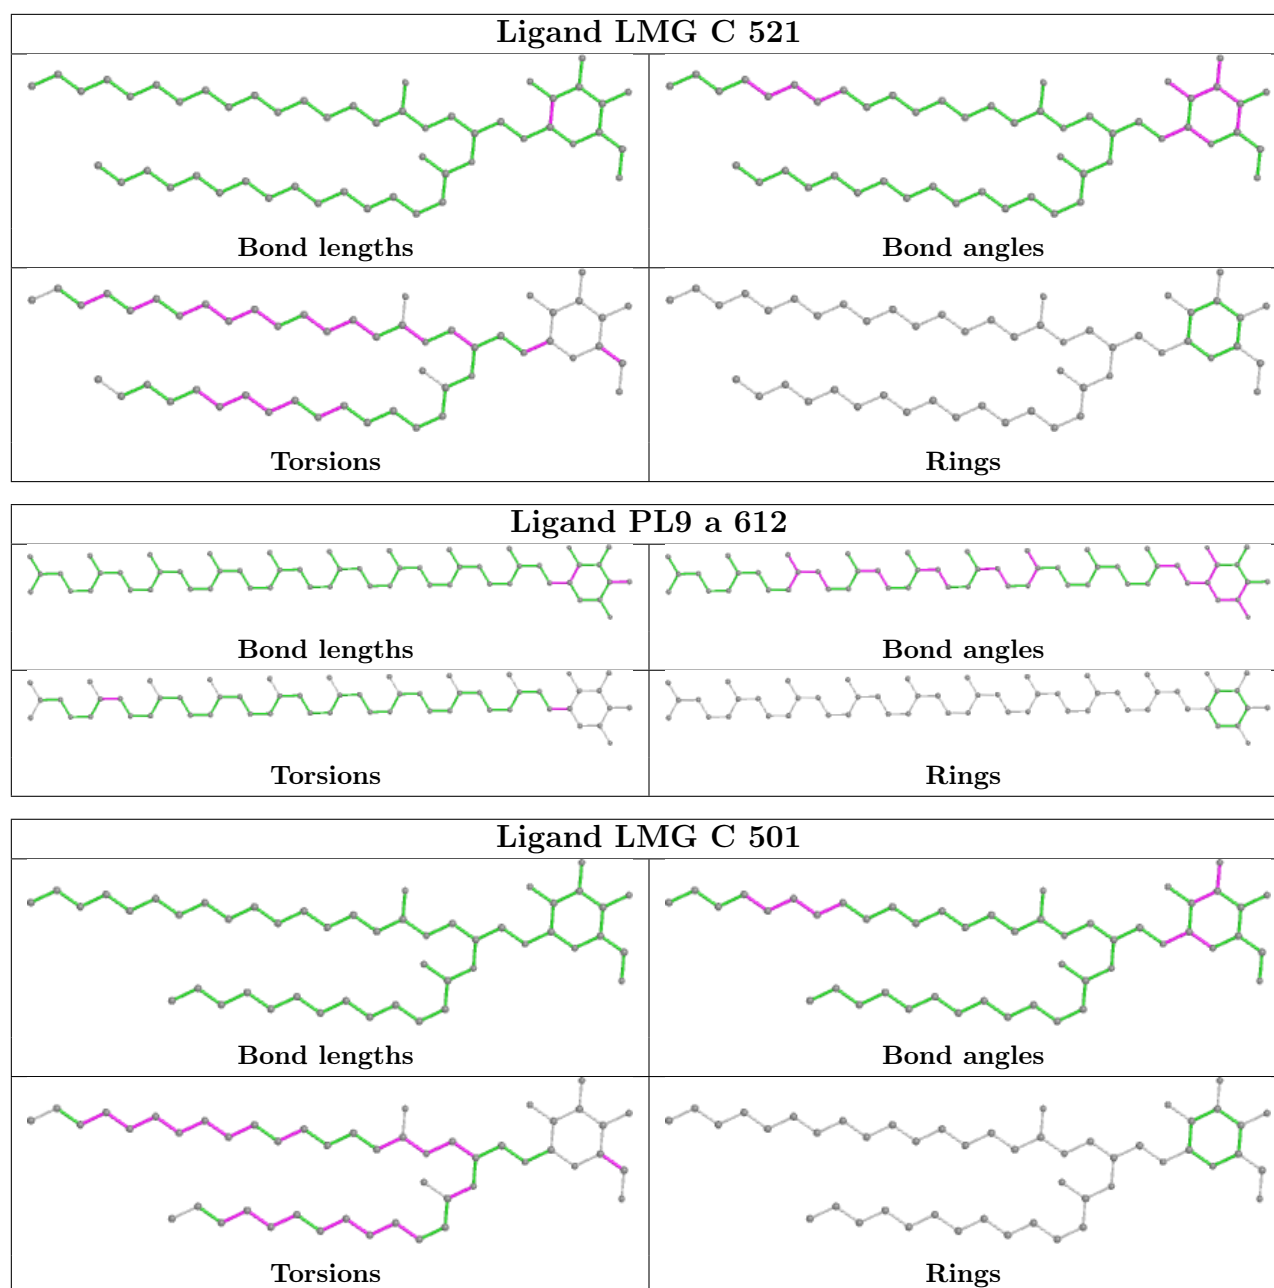 Ligand LMG C 521
Bond lengths
Bond angles
Torsions
Rings
Ligand PL9 a 612
Bond lengths
Bond angles
Torsions
Rings
Ligand LMG C 501
Bond lengths
Bond angles
Torsions
Rings